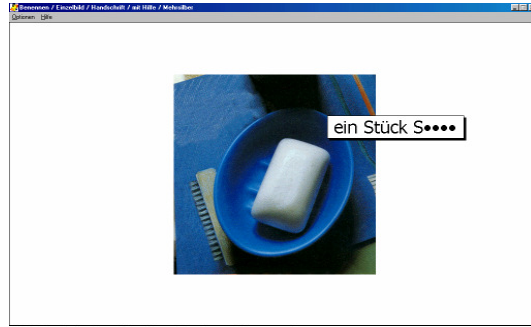 Benennen / Einzelbild / Handschrift / mit Hilfe / Mehrsilber
Optionen Hilfe
ein Stück S••••